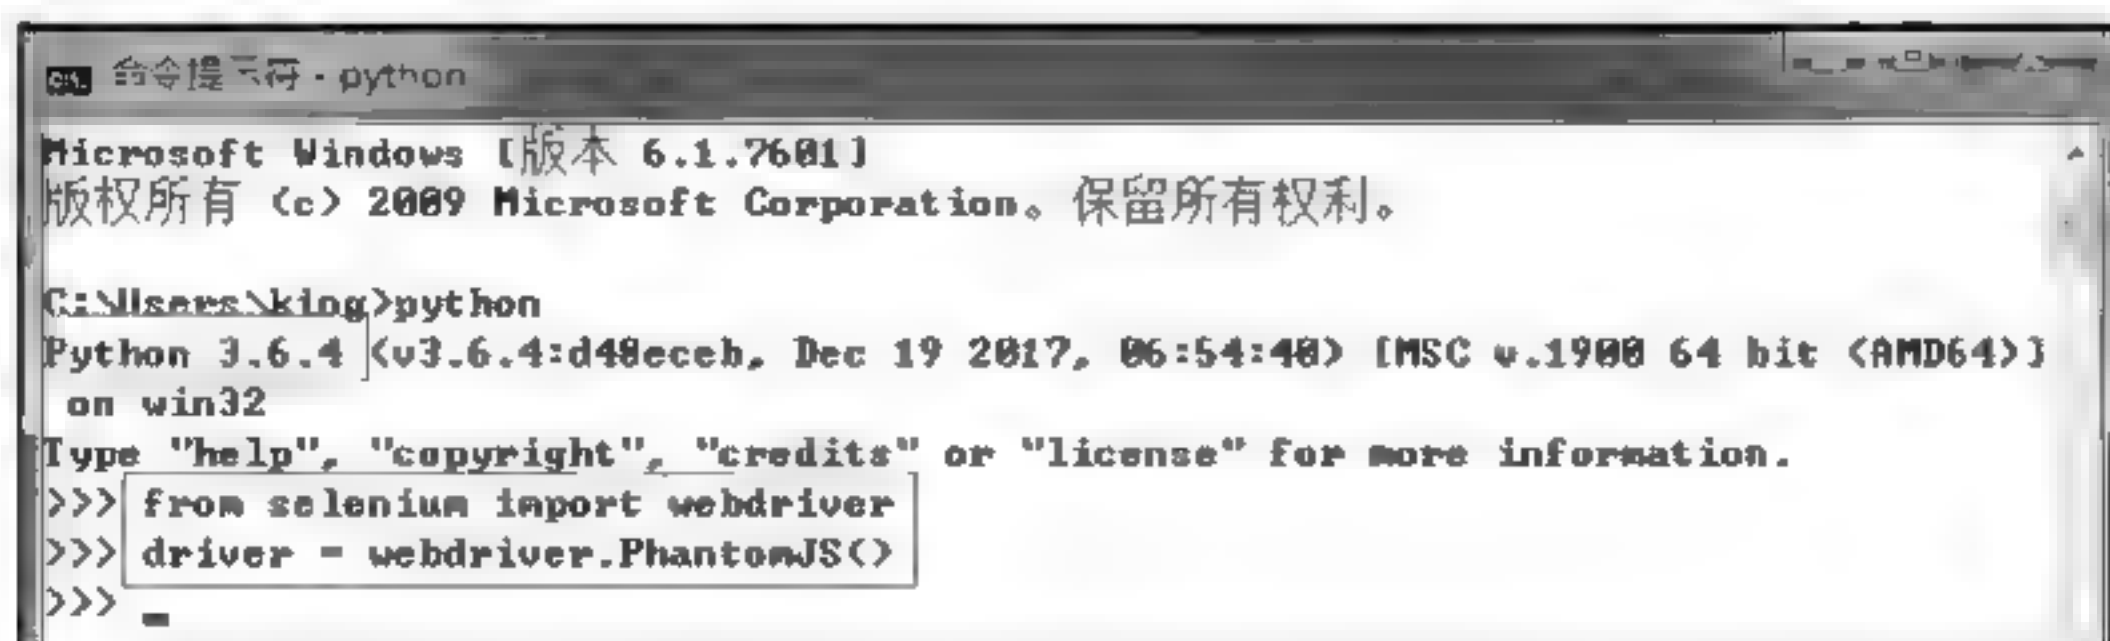 命令提示符 - python
Microsoft Windows [版本 6.1.7601]
版权所有 (c) 2009 Microsoft Corporation。保留所有权利。
C:\Users\king>python
Python 3.6.4 (v3.6.4:d48eceb, Dec 19 2017, 06:54:40) [MSC v.1900 64 bit (AMD64)]
 on win32
Type "help", "copyright", "credits" or "license" for more information.
>>> from selenium import webdriver
>>> driver = webdriver.PhantomJS()
>>> _